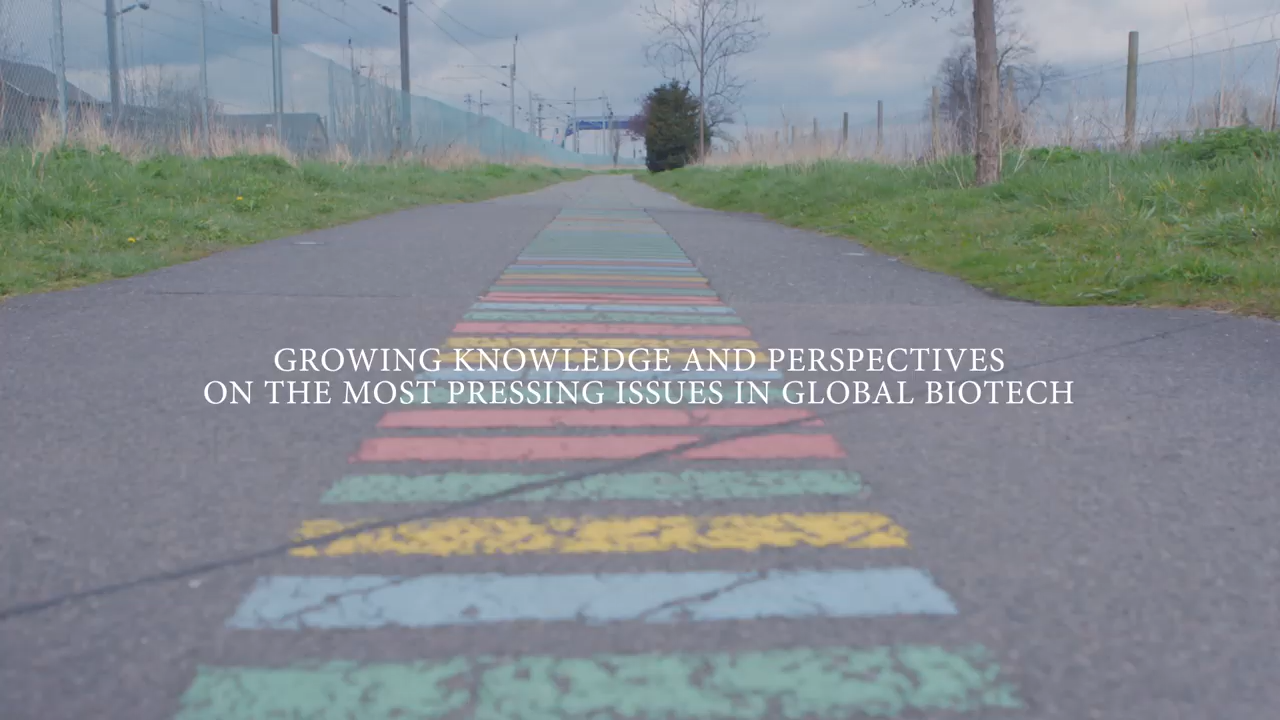 GROWING KNOWLEDGE AND PERSPECTIVES
ON THE MOST PRESSING ISSUES IN GLOBAL BIOTECH